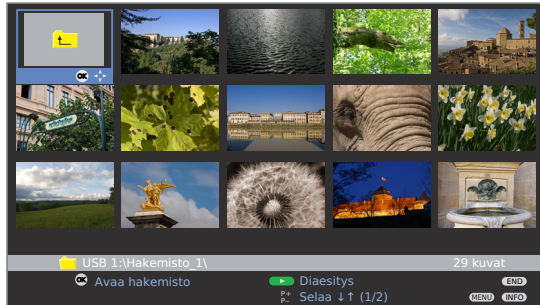 OK
USB 1:\Hakemisto_1\ 29 kuvat
OK Avaa hakemisto Diaesitys END
P+ P- Selaa ↓↑ (1/2) MENU INFO